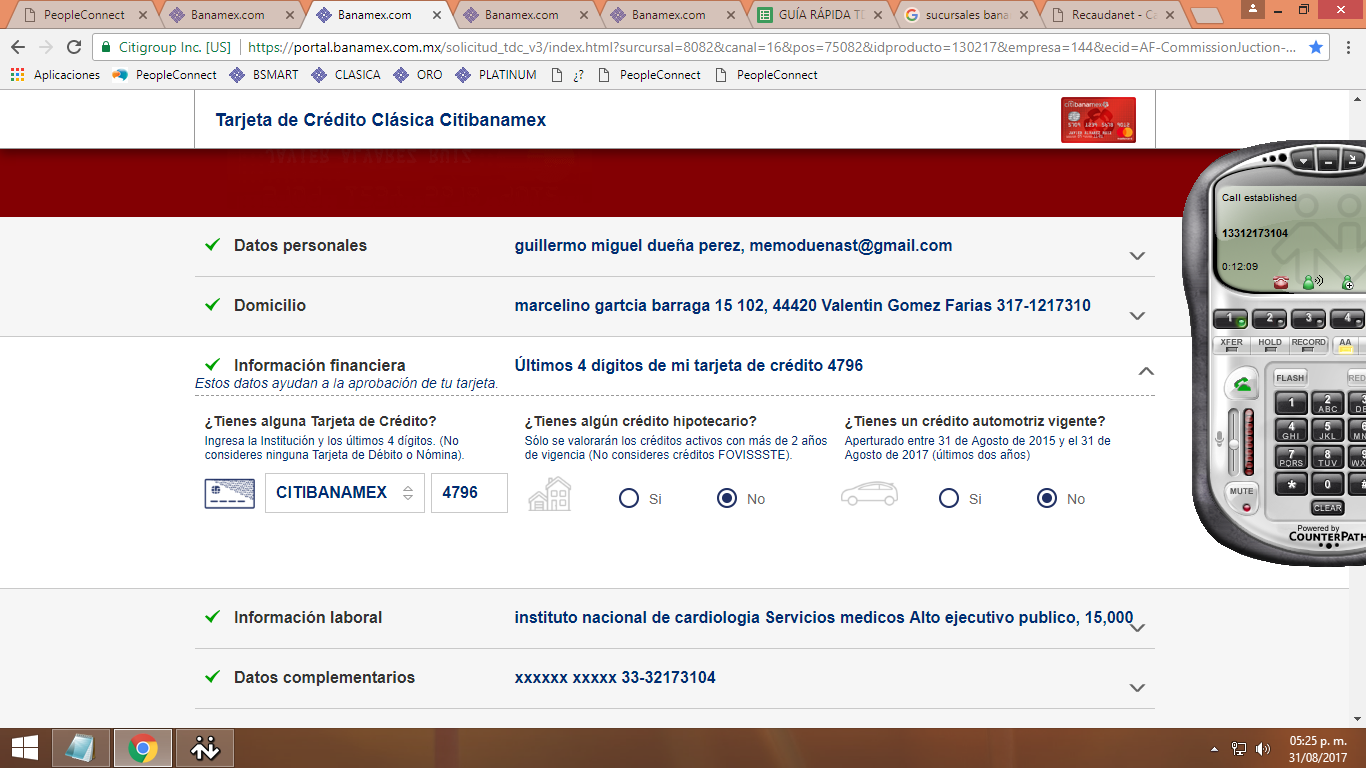 PeopleConnect
Banamex.com
Banamex.com
Banamex.com
Banamex.com
GUÍA RÁPIDA TD
sucursales bana
Recaudanet - Ca
Citigroup Inc. [US]
https://portal.banamex.com.mx/solicitud_tdc_v3/index.html?surcursal=8082&canal=16&pos=75082&idproducto=130217&empresa=144&ecid=AF-CommissionJuction-...
Aplicaciones
PeopleConnect
BSMART
CLASICA
ORO
PLATINUM
¿?
PeopleConnect
PeopleConnect
Tarjeta de Crédito Clásica Citibanamex
citibanamex
Datos personales
guillermo miguel dueña perez, memoduenast@gmail.com
Domicilio
marcelino gartcia barraga 15 102, 44420 Valentin Gomez Farias 317-1217310
Información financiera
Últimos 4 dígitos de mi tarjeta de crédito 4796
Estos datos ayudan a la aprobación de tu tarjeta.
¿Tienes alguna Tarjeta de Crédito?
Ingresa la Institución y los últimos 4 dígitos. (No
consideres ninguna Tarjeta de Débito o Nómina).
CITIBANAMEX
4796
¿Tienes algún crédito hipotecario?
Sólo se valorarán los créditos activos con más de 2 años
de vigencia (No consideres créditos FOVISSSTE).
Si
No
¿Tienes un crédito automotriz vigente?
Aperturado entre 31 de Agosto de 2015 y el 31 de
Agosto de 2017 (últimos dos años)
Si
No
Información laboral
instituto nacional de cardiologia Servicios medicos Alto ejecutivo publico, 15,000
Datos complementarios
xxxxxx xxxxx 33-32173104
Call established
13312173104
0:12:09
1
2
3
4
XFER
HOLD
RECORD
AA
FLASH
RED
1
2 ABC
3 DE
4 GHI
5 JKL
6 MN
7 PQRS
8 TUV
9 WX
*
0
#
MUTE
CLEAR
Powered by
COUNTERPATH
05:25 p. m.
31/08/2017